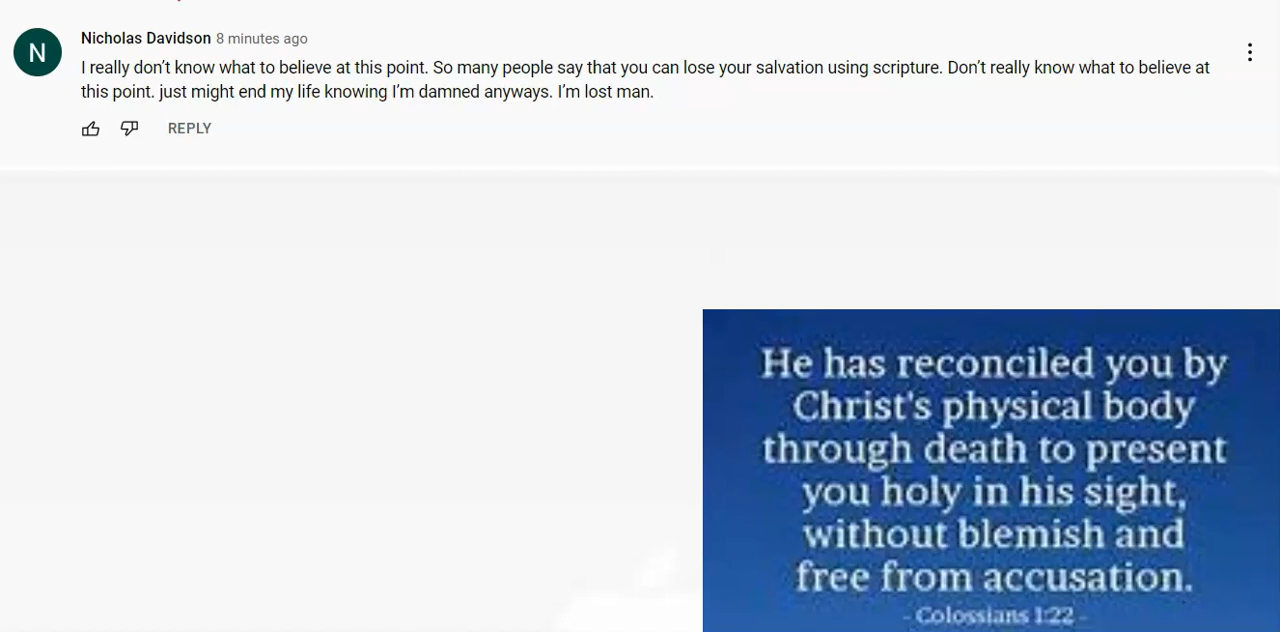 N
Nicholas Davidson 8 minutes ago
I really don't know what to believe at this point. So many people say that you can lose your salvation using scripture. Don't really know what to believe at
this point. just might end my life knowing I'm damned anyways. I'm lost man.
REPLY
He has reconciled you by
Christ's physical body
through death to present
you holy in his sight,
without blemish and
free from accusation.
- Colossians 1:22 -